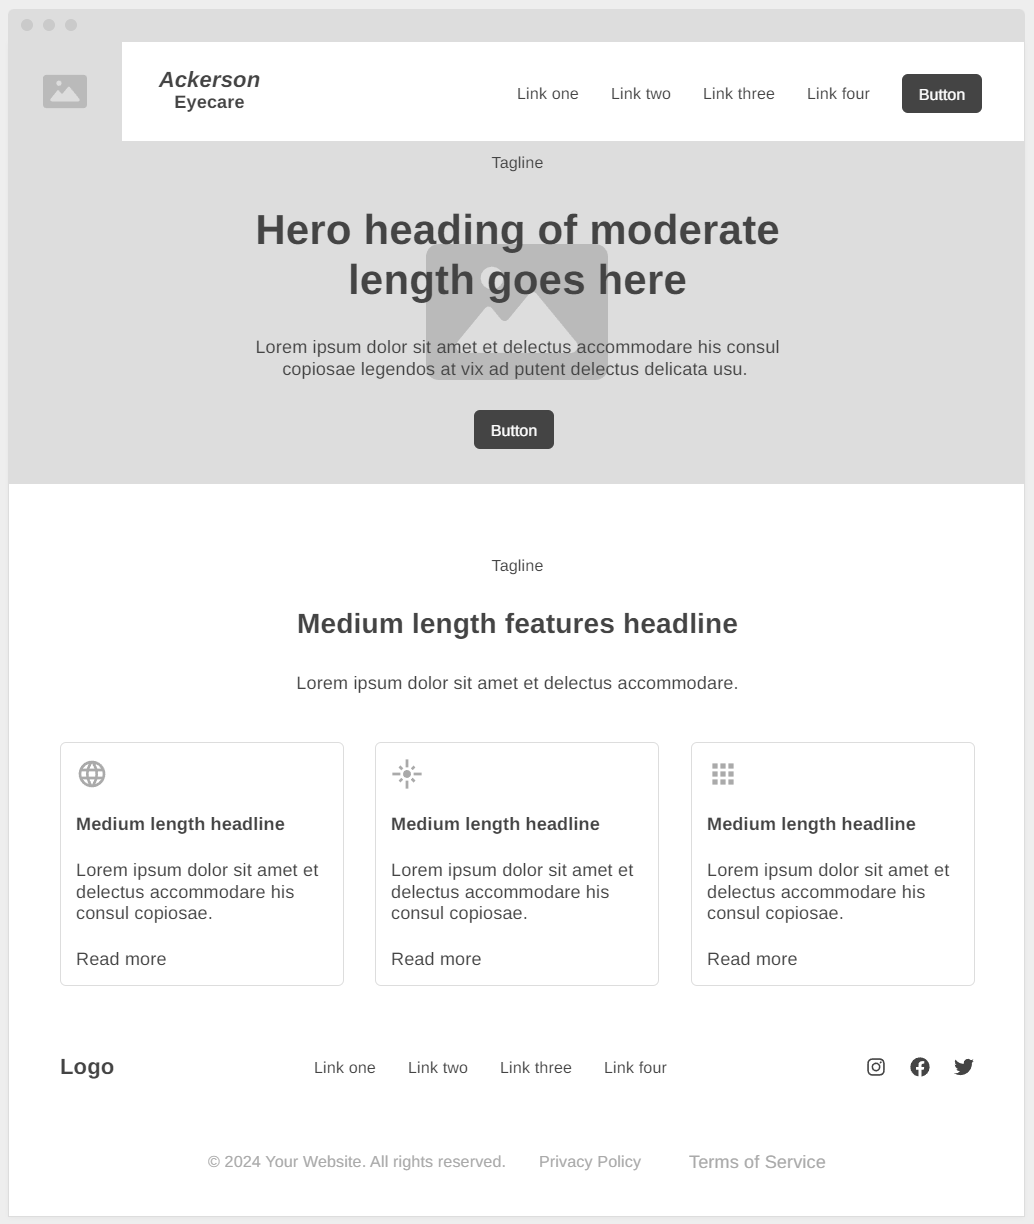 Ackerson
Eyecare
Link one
Link two
Link three
Link four
Button
Tagline
Hero heading of moderate
length goes here
Lorem ipsum dolor sit amet et delectus accommodare his consul
copiosae legendos at vix ad putent delectus delicata usu.
Button
Tagline
Medium length features headline
Lorem ipsum dolor sit amet et delectus accommodare.
Medium length headline
Lorem ipsum dolor sit amet et
delectus accommodare his
consul copiosae.
Read more
Medium length headline
Lorem ipsum dolor sit amet et
delectus accommodare his
consul copiosae.
Read more
Medium length headline
Lorem ipsum dolor sit amet et
delectus accommodare his
consul copiosae.
Read more
Logo
Link one
Link two
Link three
Link four
© 2024 Your Website. All rights reserved.
Privacy Policy
Terms of Service